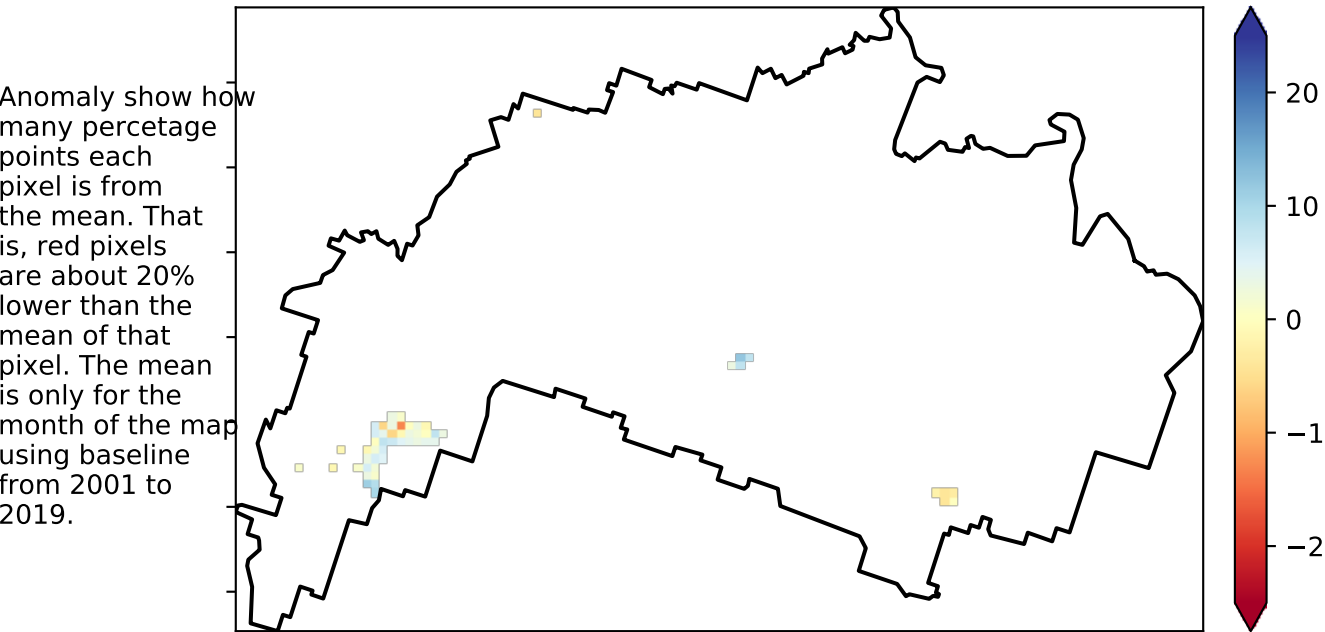 Anomaly show how
many percetage
points each
pixel is from
the mean. That
is, red pixels
are about 20%
lower than the
mean of that
pixel. The mean
is only for the
month of the map
using baseline
from 2001 to
2019.
20
10
0
−1
−2